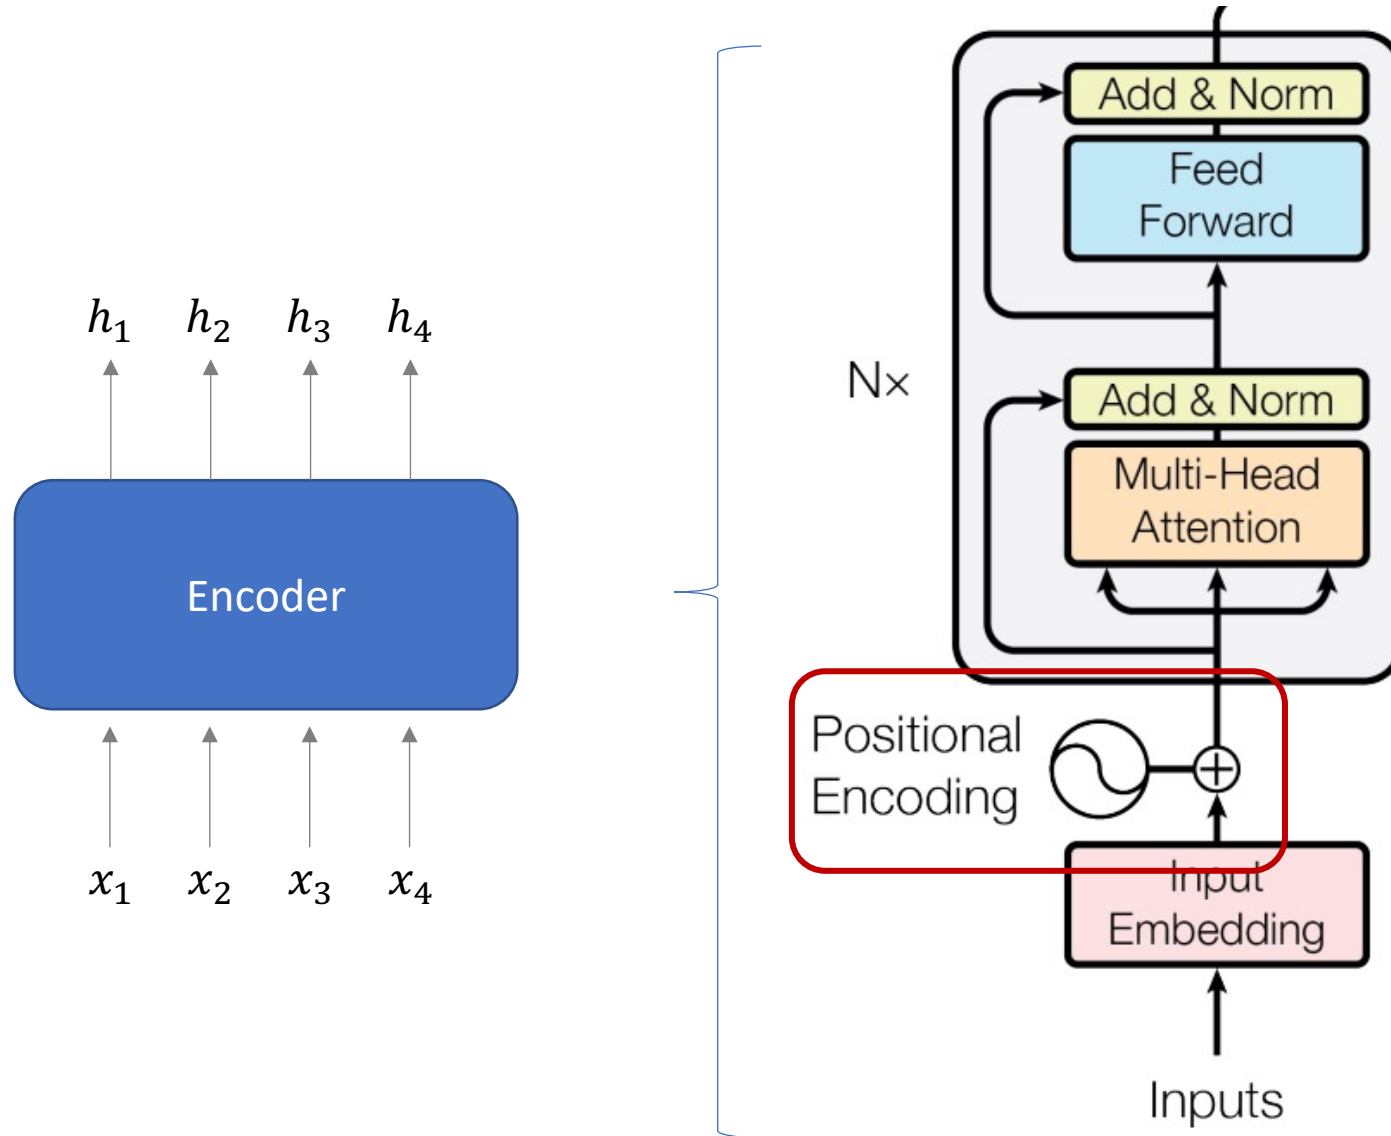 h₁ h₂ h₃ h₄
Encoder
x₁ x₂ x₃ x₄
N×
Add & Norm
Feed
Forward
Add & Norm
Multi-Head
Attention
Positional
Encoding
Input
Embedding
Inputs